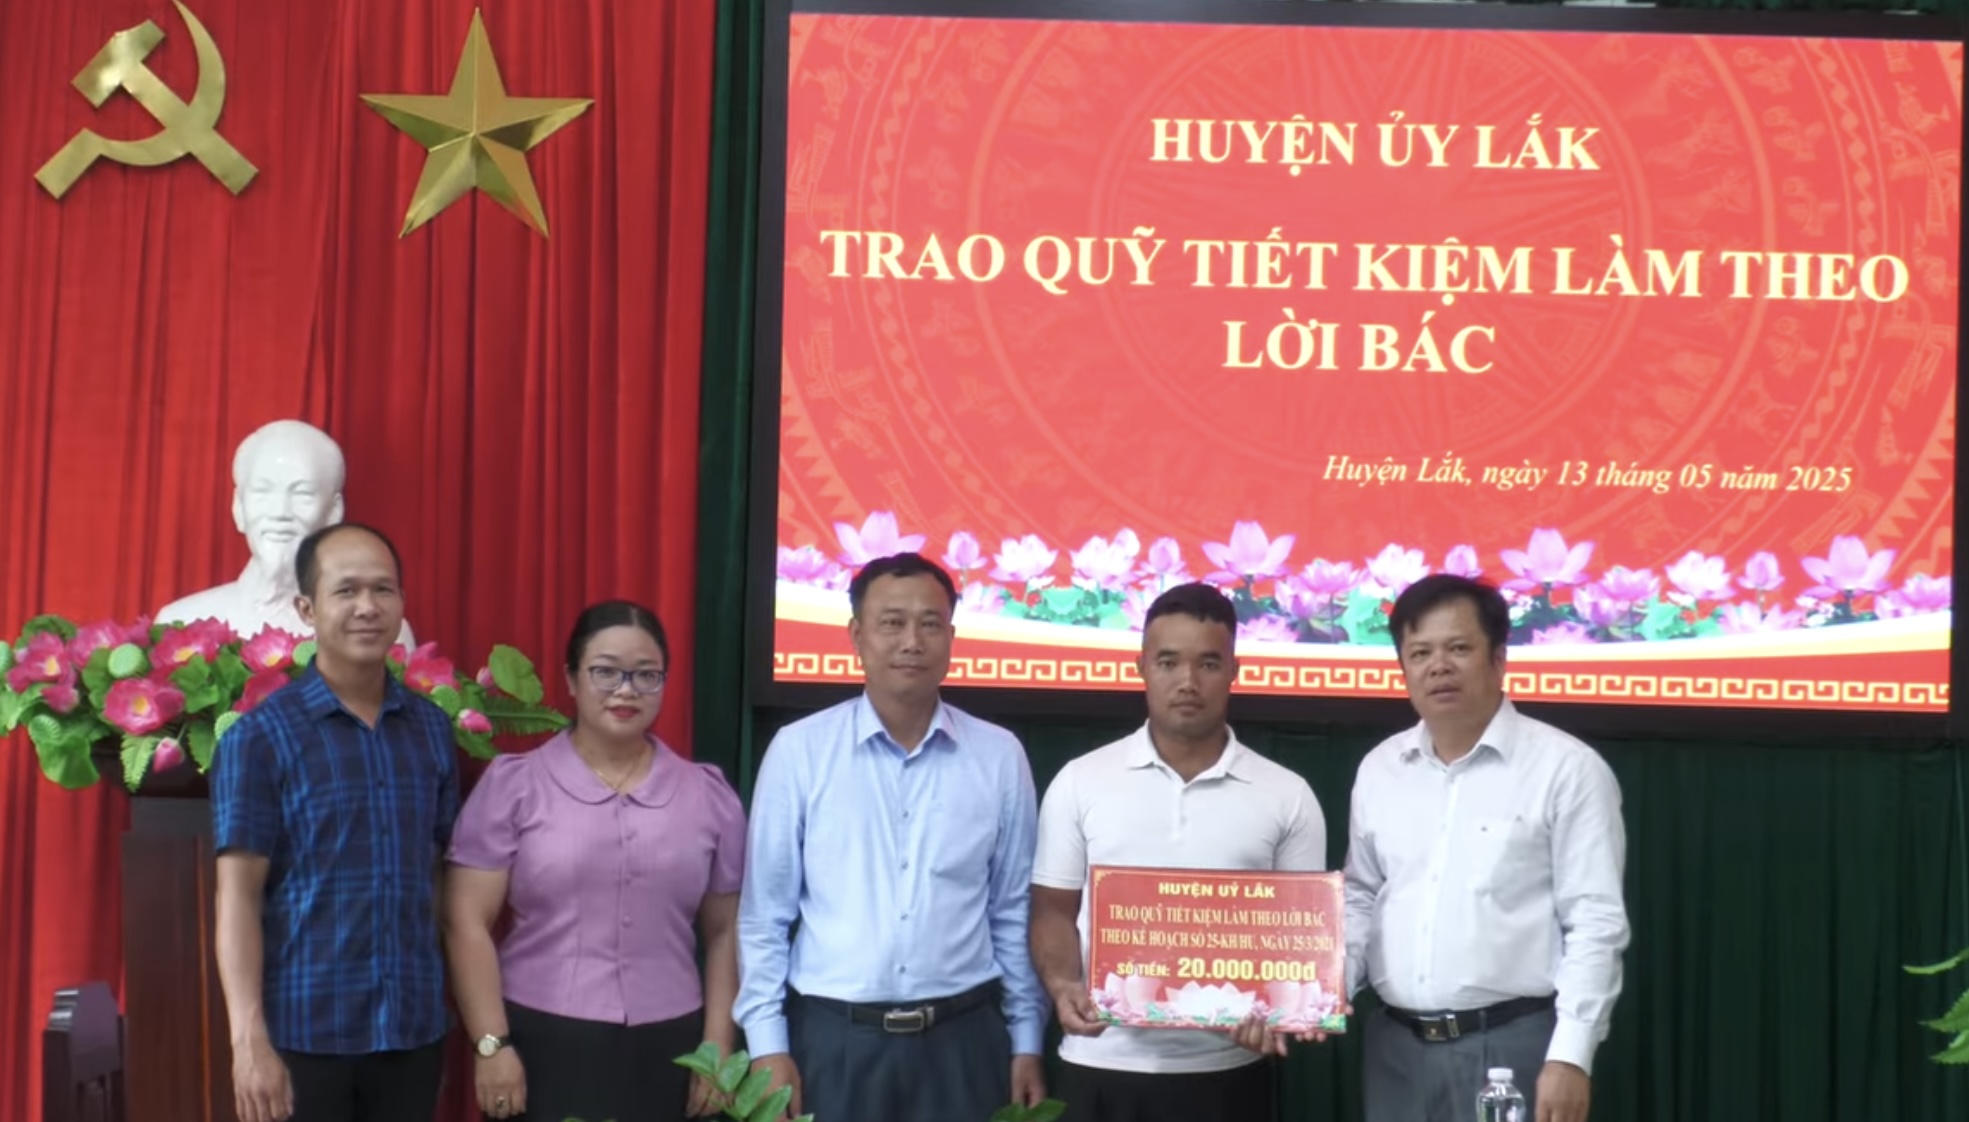 HUYỆN ỦY LẮK
TRAO QUỸ TIẾT KIỆM LÀM THEO
LỜI BÁC
Huyện Lắk, ngày 13 tháng 05 năm 2025
HUYỆN UỶ LẮK
TRAO QUỸ TIẾT KIỆM LÀM THEO LỜI BÁC
THEO KẾ HOẠCH SỐ 25-KH/HU, NGÀY 25/3/2021
SỐ TIỀN: 20.000.000đ